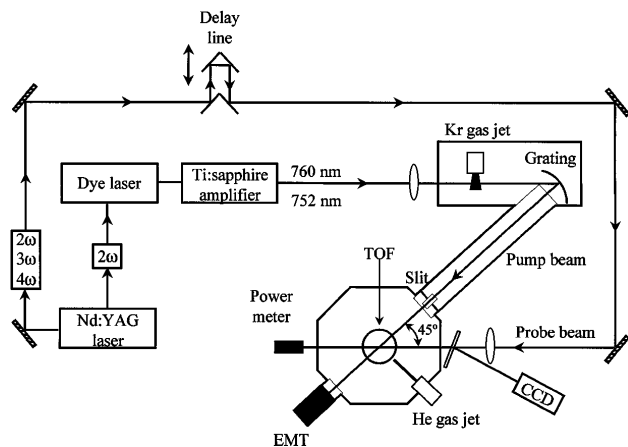 Delay
line
Kr gas jet
Grating
Dye laser
Ti:sapphire
amplifier
760 nm
752 nm
2ω
3ω
4ω
2ω
TOF
Slit
Pump beam
Power
meter
45°
Probe beam
Nd:YAG
laser
CCD
He gas jet
EMT